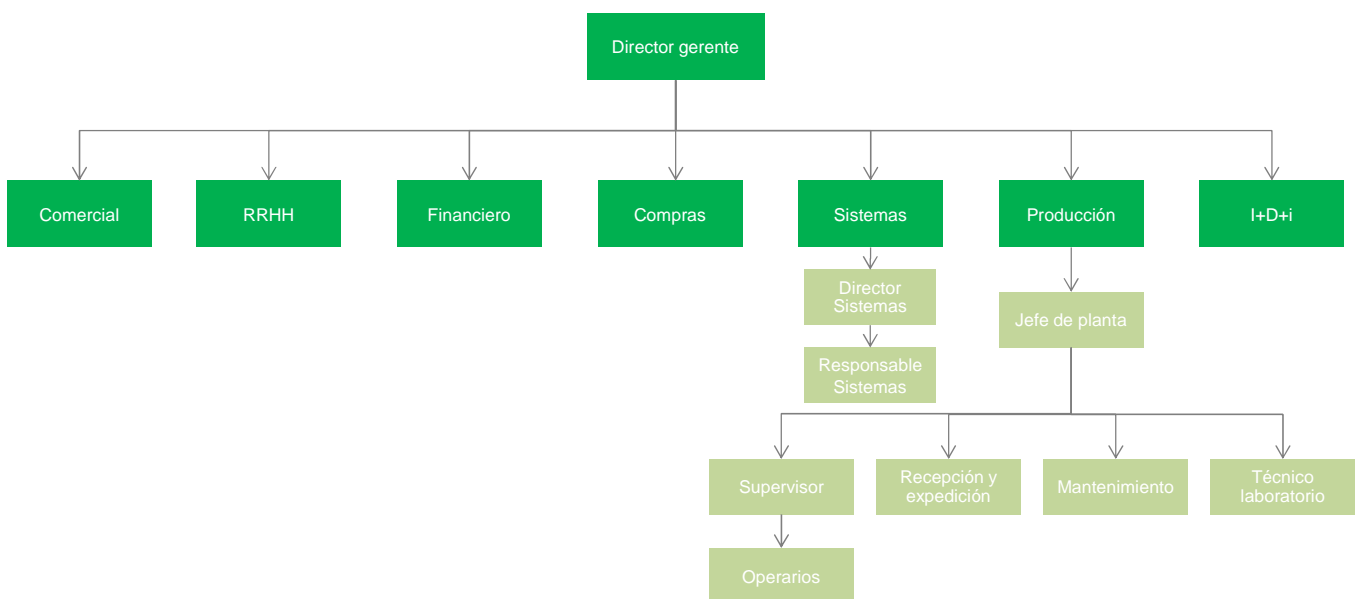 Director gerente
Comercial
RRHH
Financiero
Compras
Sistemas
Producción
I+D+i
Director
Sistemas
Jefe de planta
Responsable
Sistemas
Supervisor
Recepción y
expedición
Mantenimiento
Técnico
laboratorio
Operarios